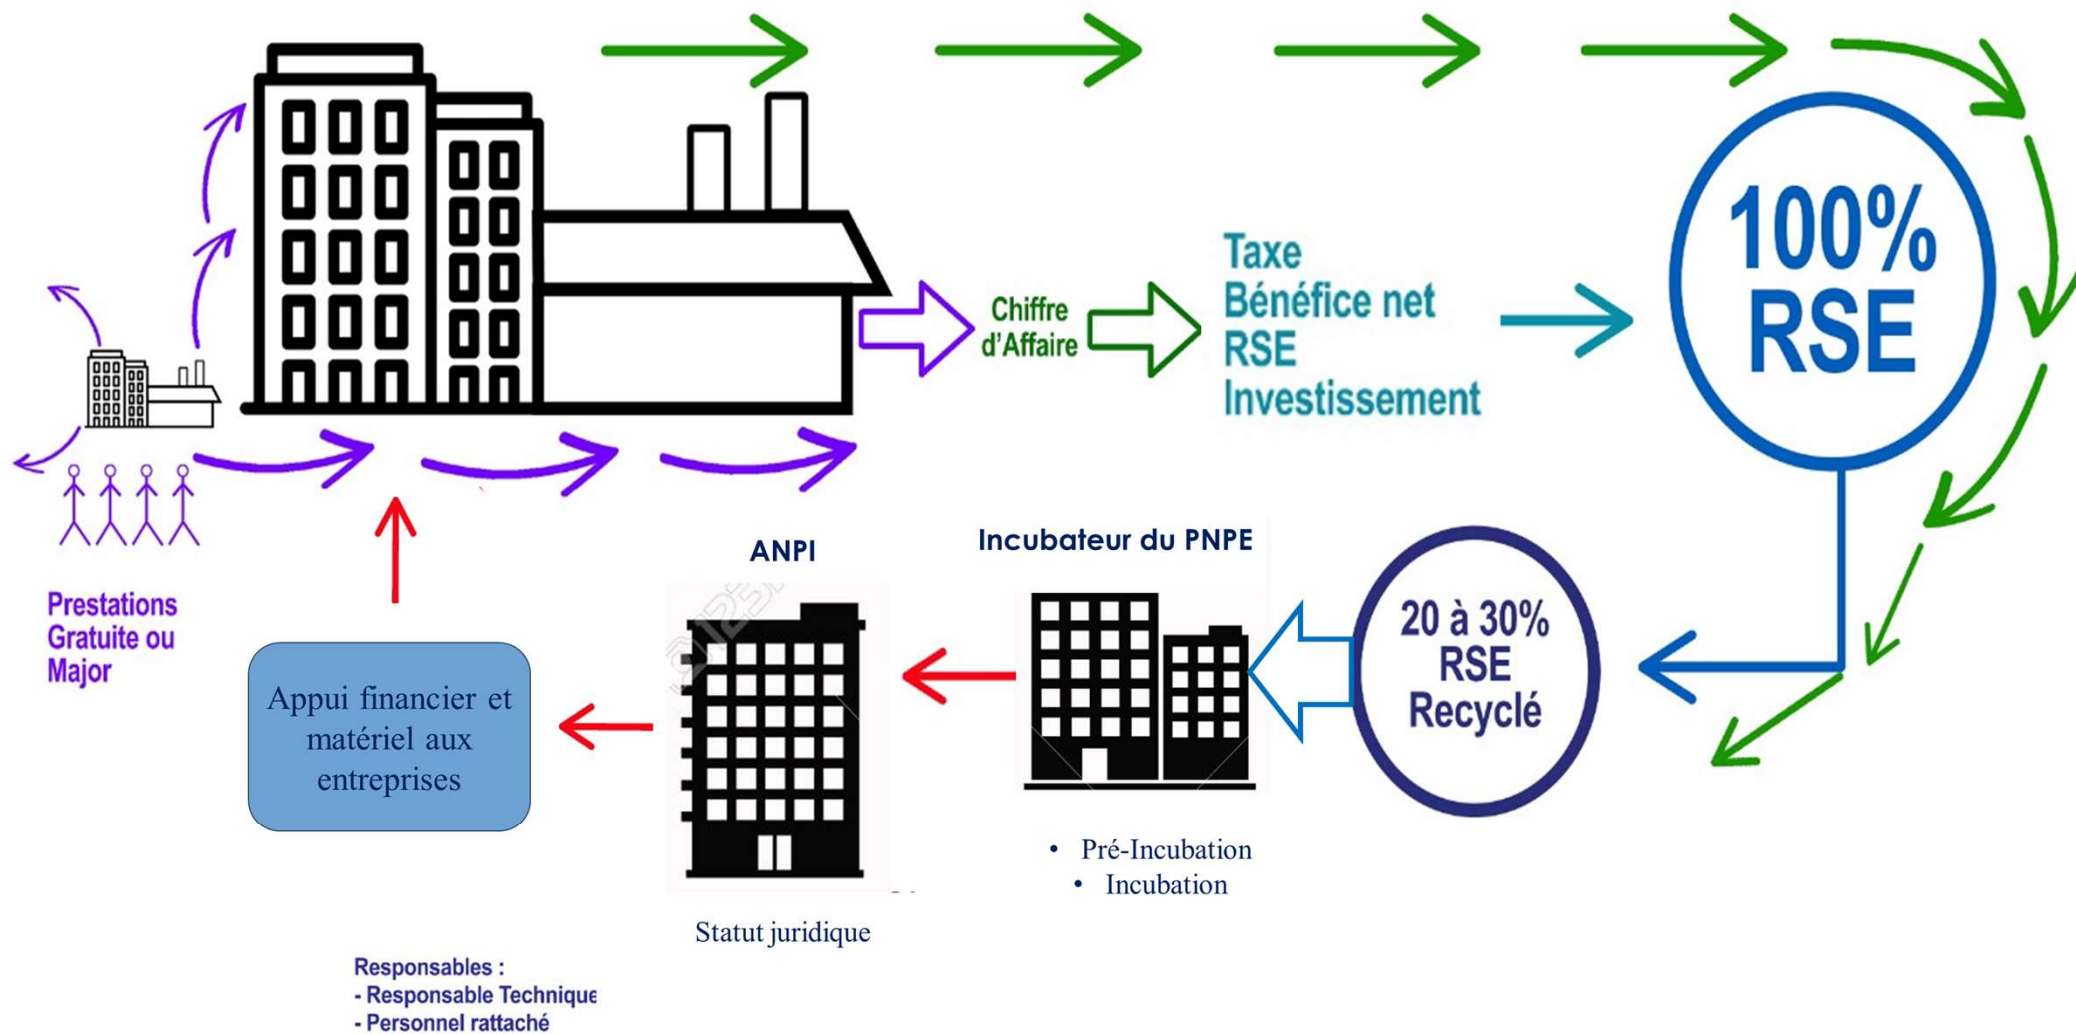 Chiffre
d'Affaire
Taxe
Bénéfice net
RSE
Investissement
100%
RSE
Prestations
Gratuite ou
Major
Appui financier et
matériel aux
entreprises
ANPI
Statut juridique
Incubateur du PNPE
• Pré-Incubation
• Incubation
20 à 30%
RSE
Recyclé
Responsables :
- Responsable Technique
- Personnel rattaché